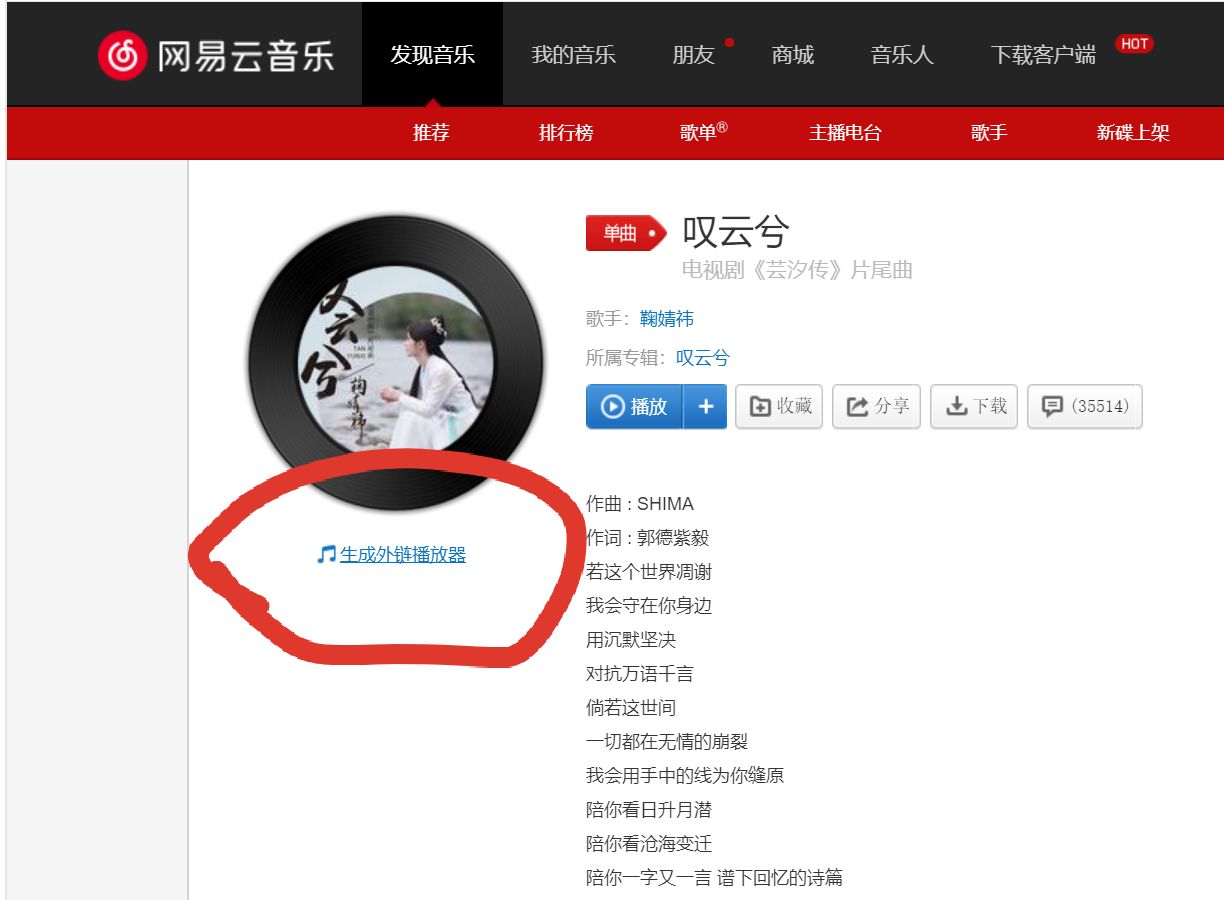 网易云音乐 发现音乐 我的音乐 朋友 商城 音乐人 下载客户端 HOT
推荐 排行榜 歌单® 主播电台 歌手 新碟上架
单曲 叹云兮
电视剧《芸汐传》片尾曲
歌手：鞠婧祎
所属专辑：叹云兮
播放 + 收藏 分享 下载 (35514)
叹云兮
TAN
YUNXI
鞠婧祎
生成外链播放器
作曲 : SHIMA
作词 : 郭德紫毅
若这个世界凋谢
我会守在你身边
用沉默坚决
对抗万语千言
倘若这世间
一切都在无情的崩裂
我会用手中的线为你缝原
陪你看日升月潜
陪你看沧海变迁
陪你一字又一言 谱下回忆的诗篇